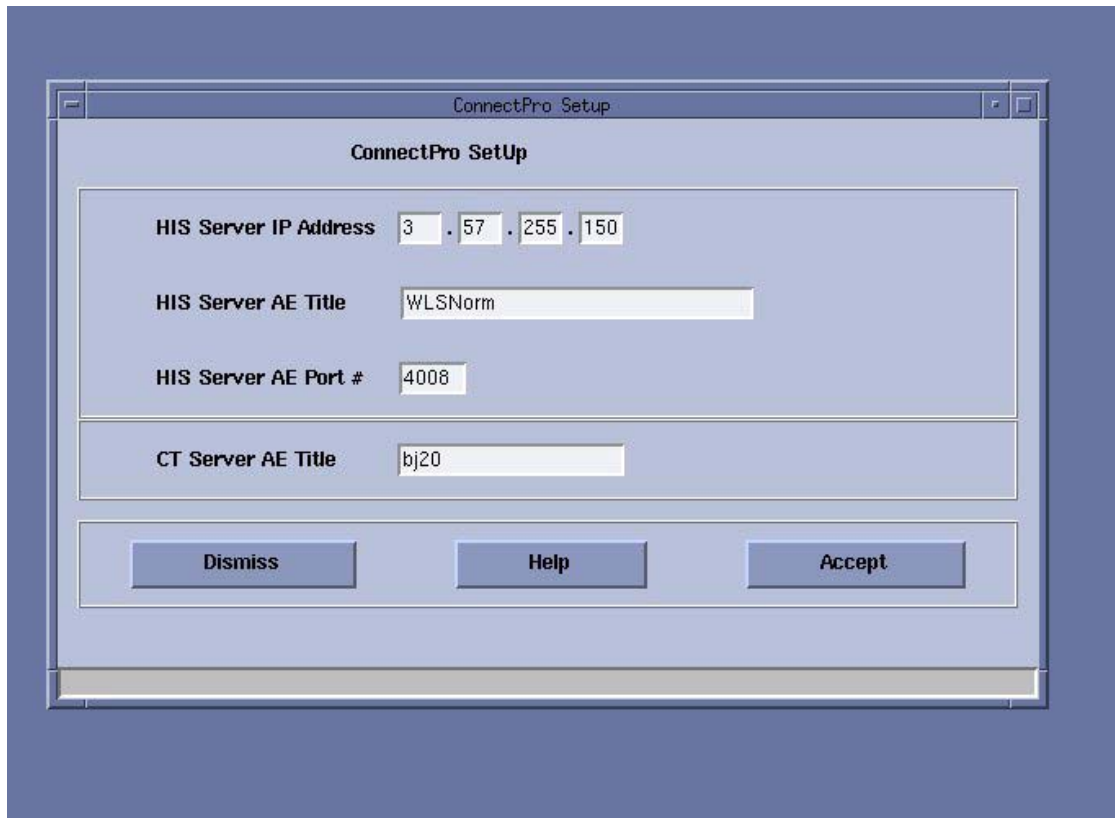 ConnectPro Setup
ConnectPro SetUp
HIS Server IP Address 3 . 57 . 255 . 150
HIS Server AE Title WLSNorm
HIS Server AE Port # 4008
CT Server AE Title bj20
Dismiss Help Accept